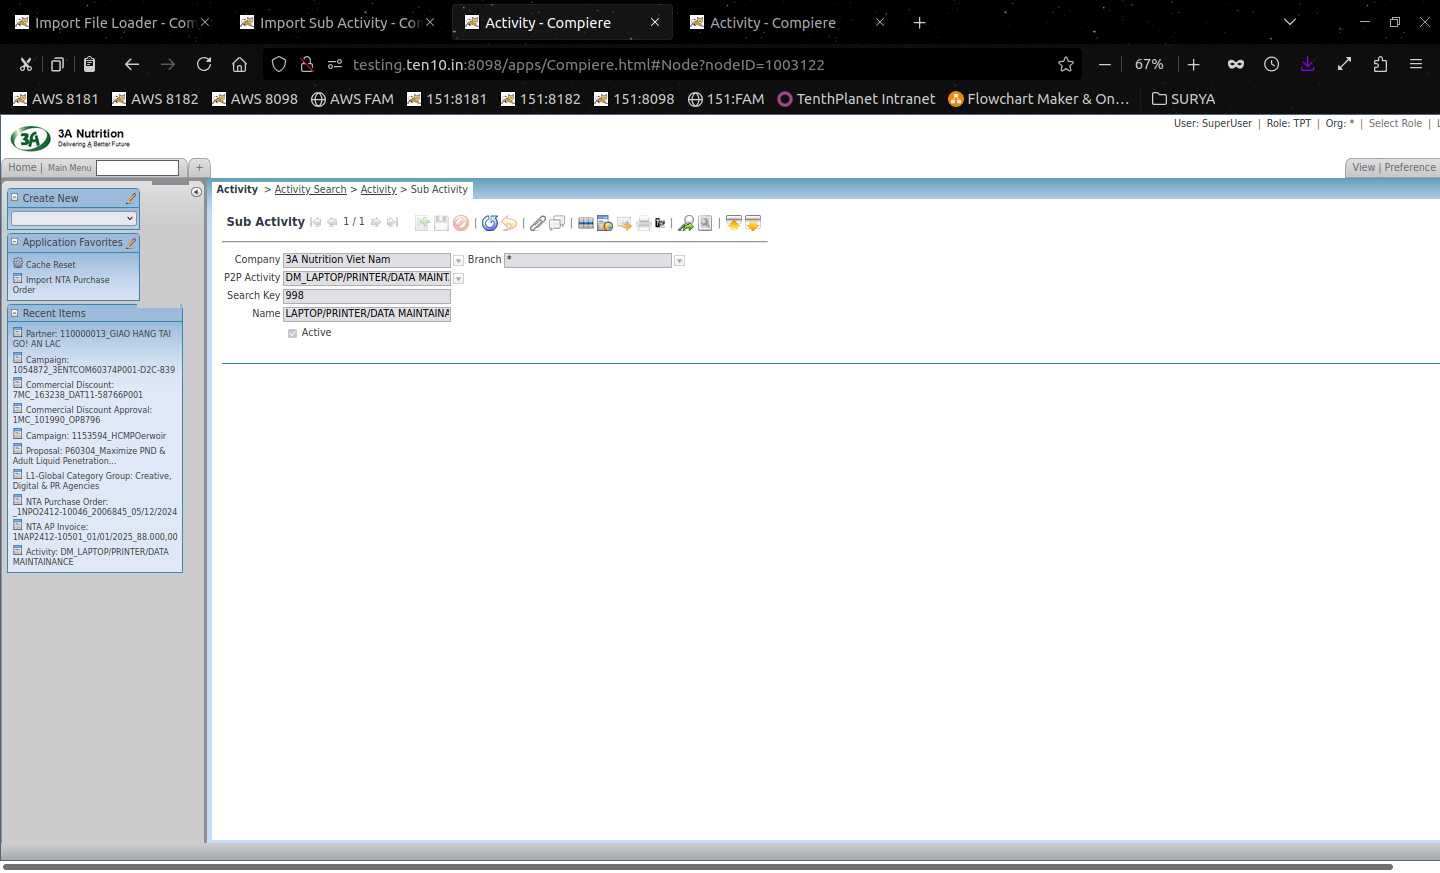 Import File Loader - Com
Import Sub Activity - Co
Activity - Compiere
Activity - Compiere
testing.ten10.in:8098/apps/Compiere.html#Node?nodeID=1003122
67%
AWS 8181
AWS 8182
AWS 8098
AWS FAM
151:8181
151:8182
151:8098
151:FAM
TenthPlanet Intranet
Flowchart Maker & On…
SURYA
3A
3A Nutrition
Delivering A Better Future
User: SuperUser | Role: TPT | Org: * | Select Role |
Home | Main Menu
+
View | Preference
Activity > Activity Search > Activity > Sub Activity
Create New
Application Favorites
Cache Reset
Import NTA Purchase
Order
Recent Items
Partner: 110000013_GIAO HANG TAI
GO! AN LAC
Campaign:
1054872_3ENTCOM60374P001-D2C-839
Commercial Discount:
7MC_163238_DAT11-58766P001
Commercial Discount Approval:
1MC_101990_OP8796
Campaign: 1153594_HCMPOerwoir
Proposal: P60304_Maximize PND &
Adult Liquid Penetration...
L1-Global Category Group: Creative,
Digital & PR Agencies
NTA Purchase Order:
_1NPO2412-10046_2006845_05/12/2024
NTA AP Invoice:
1NAP2412-10501_01/01/2025_88.000,00
Activity: DM_LAPTOP/PRINTER/DATA
MAINTAINANCE
Sub Activity
1 / 1
Company 3A Nutrition Viet Nam
Branch *
P2P Activity DM_LAPTOP/PRINTER/DATA MAINT
Search Key 998
Name LAPTOP/PRINTER/DATA MAINTAINA
Active